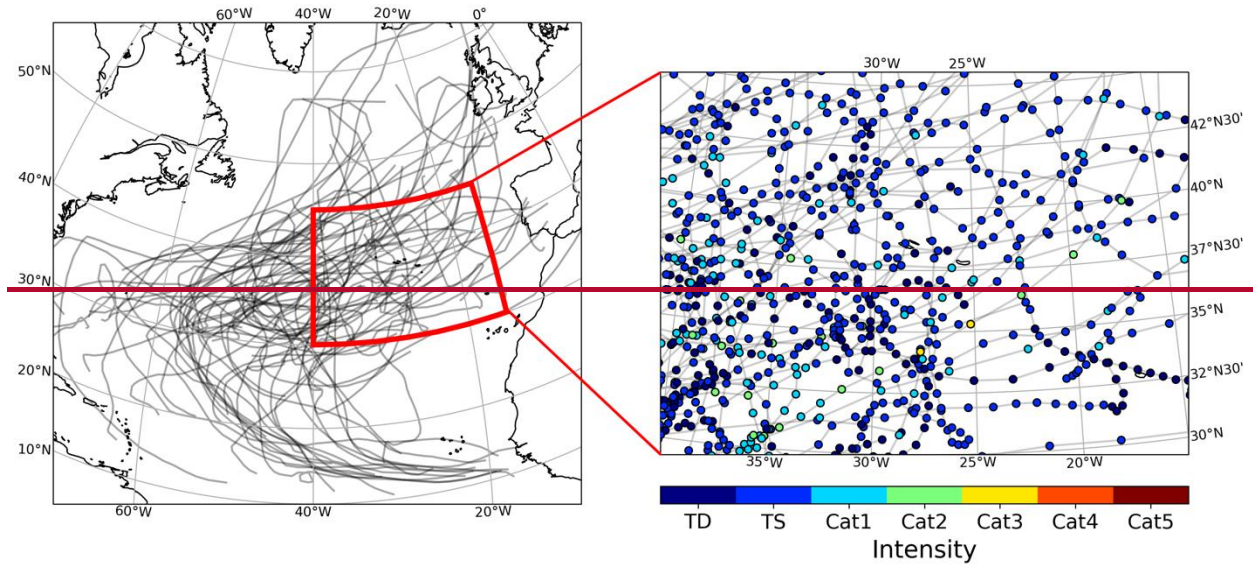 60°W 40°W 20°W 0°
50°N
40°N
30°N
20°N
10°N
60°W 40°W 20°W
30°W 25°W
42°N30'
40°N
37°N30'
35°N
32°N30'
30°N
35°W 30°W 25°W 20°W
TD TS Cat1 Cat2 Cat3 Cat4 Cat5
Intensity